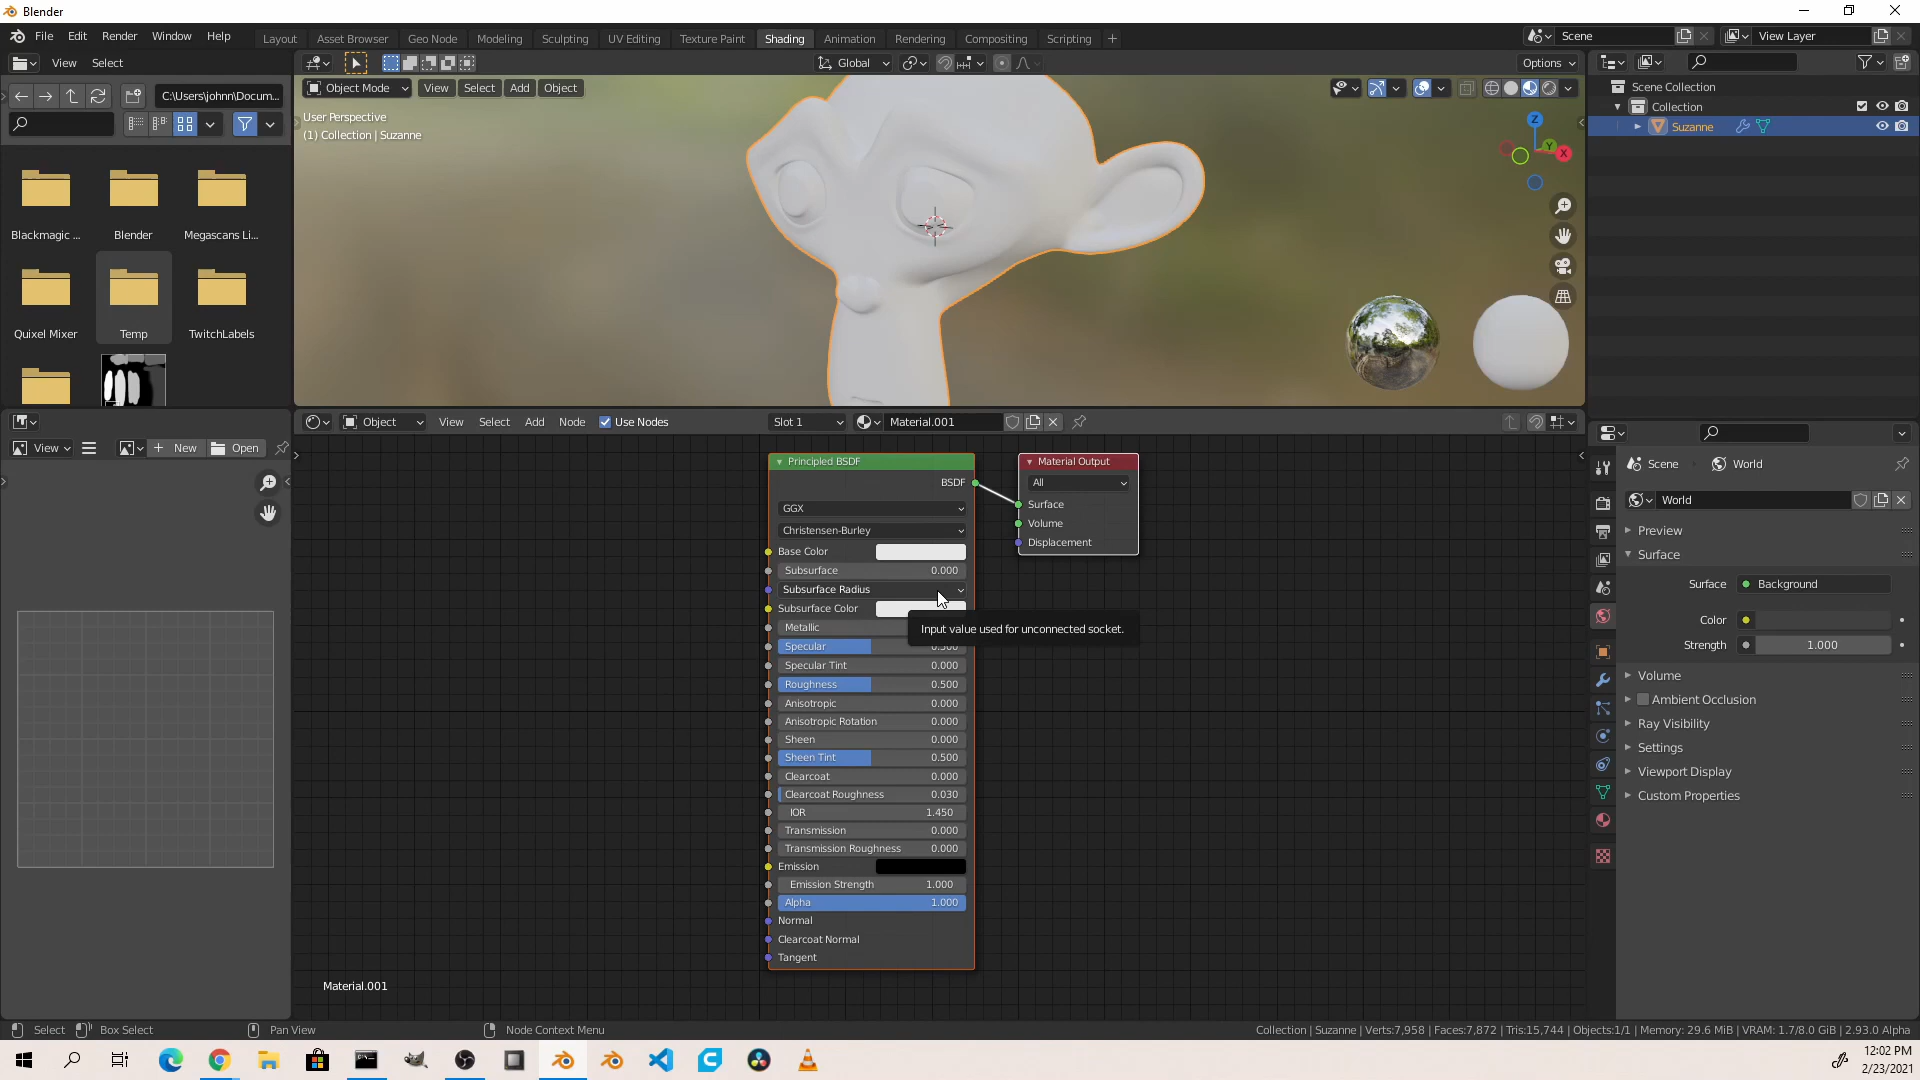 Blender
File Edit Render Window Help
Layout Asset Browser Geo Node Modeling Sculpting UV Editing Texture Paint Shading Animation Rendering Compositing Scripting
Scene
View Layer
View Select
Global
Options
C:\Users\johnn\Docum...
Object Mode View Select Add Object
User Perspective
(1) Collection | Suzanne
Z
Y
X
Scene Collection
Collection
Suzanne
Blackmagic ...
Blender
Megascans Li...
Quixel Mixer
Temp
TwitchLabels
View
New
Open
Object View Select Add Node Use Nodes
Slot 1
Material.001
Principled BSDF
BSDF
GGX
Christensen-Burley
Base Color
Subsurface 0.000
Subsurface Radius
Subsurface Color
Metallic
Specular 0.500
Specular Tint 0.000
Roughness 0.500
Anisotropic 0.000
Anisotropic Rotation 0.000
Sheen 0.000
Sheen Tint 0.500
Clearcoat 0.000
Clearcoat Roughness 0.030
IOR 1.450
Transmission 0.000
Transmission Roughness 0.000
Emission
Emission Strength 1.000
Alpha 1.000
Normal
Clearcoat Normal
Tangent
Material Output
All
Surface
Volume
Displacement
Input value used for unconnected socket.
Material.001
Scene World
World
Preview
Surface
Surface Background
Color
Strength 1.000
Volume
Ambient Occlusion
Ray Visibility
Settings
Viewport Display
Custom Properties
Select Box Select Pan View Node Context Menu
Collection | Suzanne | Verts:7,958 | Faces:7,872 | Tris:15,744 | Objects:1/1 | Memory: 29.6 MiB | VRAM: 1.7/8.0 GiB | 2.93.0 Alpha
12:02 PM
2/23/2021